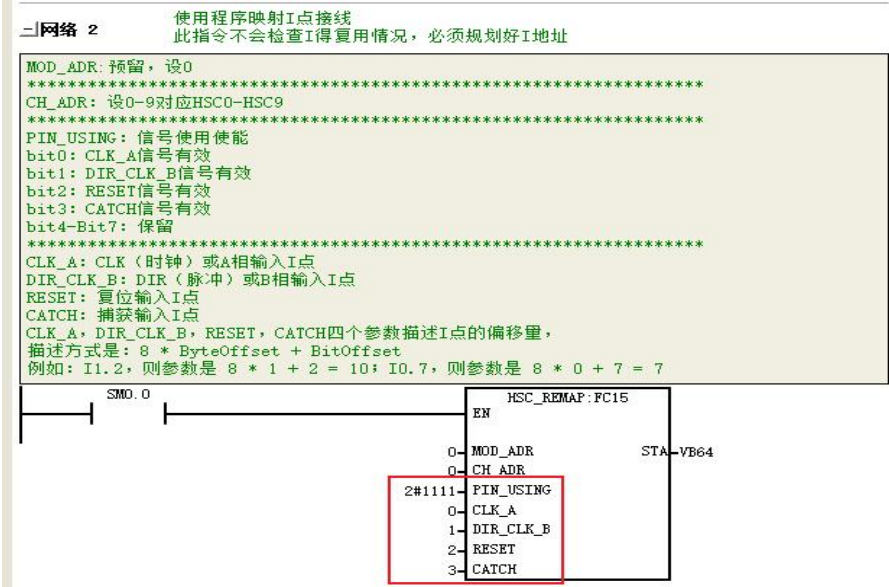 网络 2
使用程序映射I点接线
此指令不会检查I得复用情况，必须规划好I地址
MOD_ADR:预留，设0
*******************************************************************
CH_ADR: 设0-9对应HSC0-HSC9
*******************************************************************
PIN_USING: 信号使用使能
bit0: CLK_A信号有效
bit1: DIR_CLK_B信号有效
bit2: RESET信号有效
bit3: CATCH信号有效
bit4-Bit7: 保留
*******************************************************************
CLK_A: CLK（时钟）或A相输入I点
DIR_CLK_B: DIR（脉冲）或B相输入I点
RESET: 复位输入I点
CATCH: 捕获输入I点
CLK_A，DIR_CLK_B，RESET，CATCH四个参数描述I点的偏移量，
描述方式是: 8 * ByteOffset + BitOffset
例如: I1.2，则参数是 8 * 1 + 2 = 10; I0.7，则参数是 8 * 0 + 7 = 7
SM0.0
HSC_REMAP:FC15
EN
0 MOD_ADR STA VB64
0 CH_ADR
2#1111 PIN_USING
0 CLK_A
1 DIR_CLK_B
2 RESET
3 CATCH